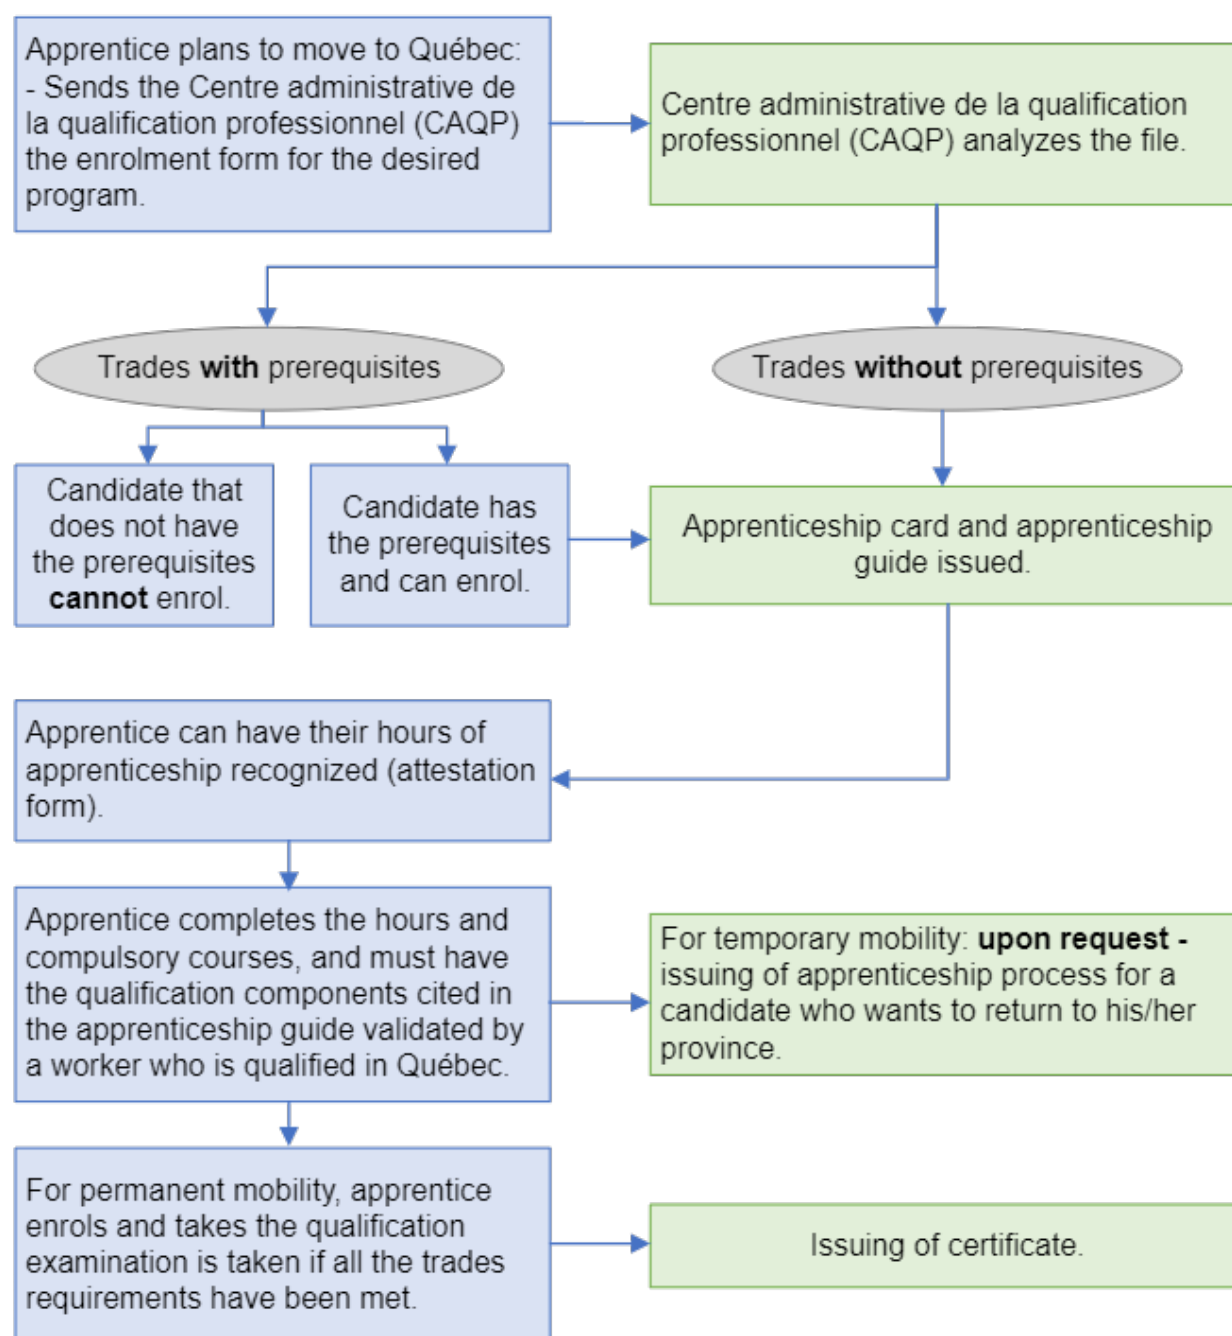 Apprentice plans to move to Québec:
- Sends the Centre administrative de
la qualification professionnel (CAQP)
the enrolment form for the desired
program.
Centre administrative de la qualification
professionnel (CAQP) analyzes the file.
Trades with prerequisites
Trades without prerequisites
Candidate that
does not have
the prerequisites
cannot enrol.
Candidate has
the prerequisites
and can enrol.
Apprenticeship card and apprenticeship
guide issued.
Apprentice can have their hours of
apprenticeship recognized (attestation
form).
Apprentice completes the hours and
compulsory courses, and must have
the qualification components cited in
the apprenticeship guide validated by
a worker who is qualified in Québec.
For temporary mobility: upon request -
issuing of apprenticeship process for a
candidate who wants to return to his/her
province.
For permanent mobility, apprentice
enrols and takes the qualification
examination is taken if all the trades
requirements have been met.
Issuing of certificate.